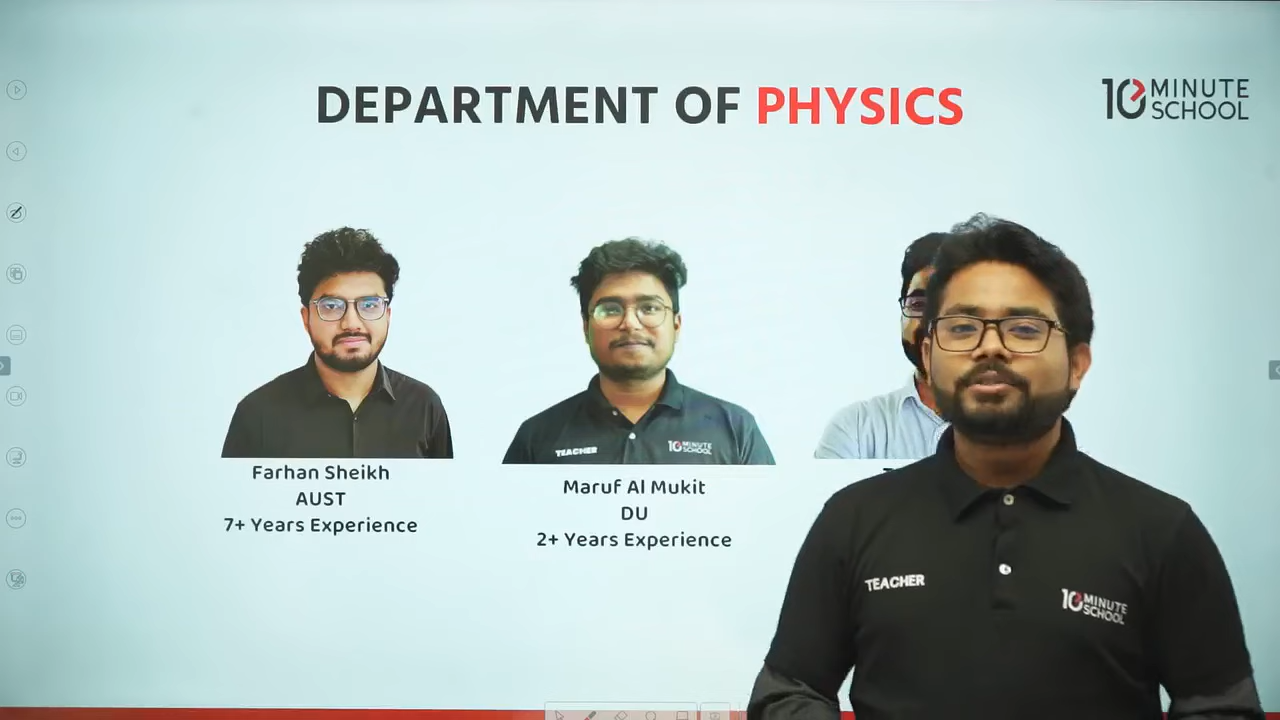 DEPARTMENT OF PHYSICS
10 MINUTE
SCHOOL
TEACHER
10 MINUTE
SCHOOL
Farhan Sheikh
AUST
7+ Years Experience
Maruf Al Mukit
DU
2+ Years Experience
TEACHER
10 MINUTE
SCHOOL